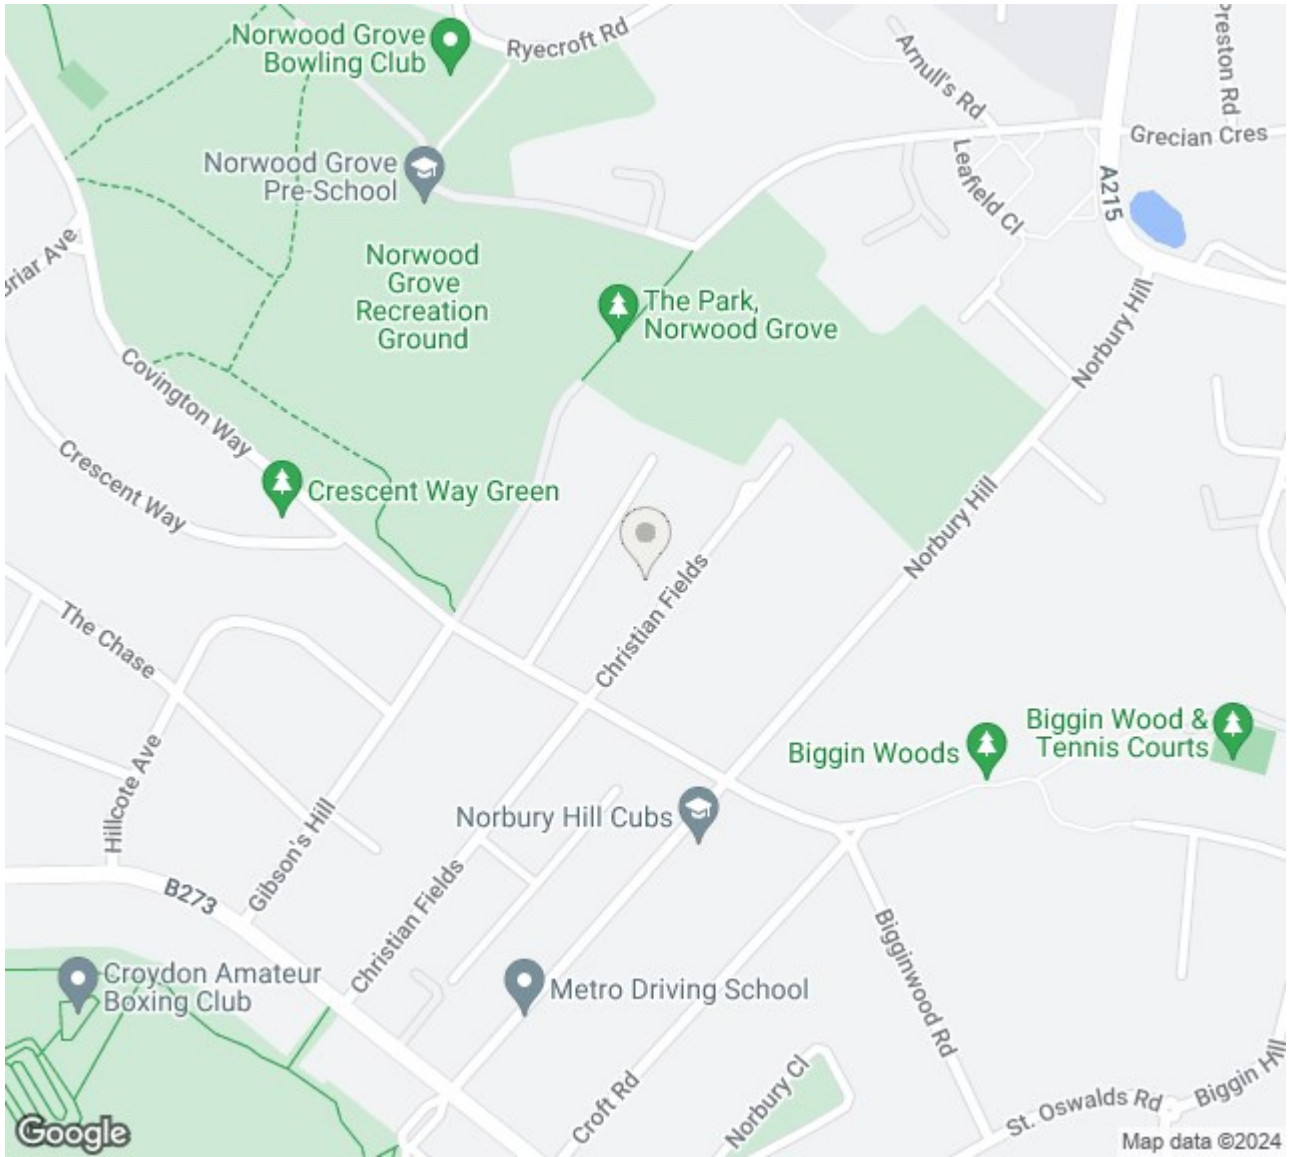 Norwood Grove
Bowling Club
Ryecroft Rd
Arnull's Rd
Preston Rd
Grecian Cres
Norwood Grove
Pre-School
Leafield Cl
A215
Briar Ave
Norwood
Grove
Recreation
Ground
The Park,
Norwood Grove
Norbury Hill
Covington Way
Crescent Way
Crescent Way Green
Norbury Hill
Christian Fields
The Chase
Biggin Woods
Biggin Wood &
Tennis Courts
Hillcote Ave
Norbury Hill Cubs
Gibson's Hill
B273
Christian Fields
Croydon Amateur
Boxing Club
Metro Driving School
Bigginwood Rd
Croft Rd
Norbury Cl
St. Oswalds Rd
Biggin Hill
Google
Map data ©2024